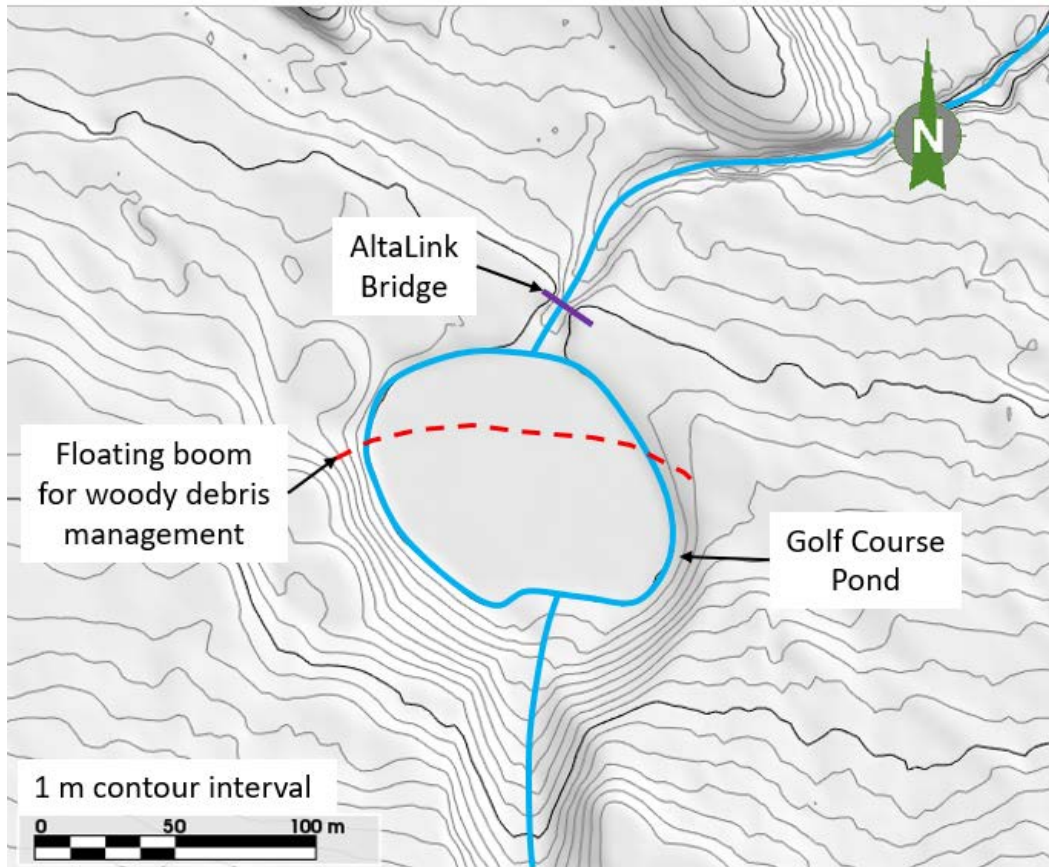 N
AltaLink
Bridge
Floating boom
for woody debris
management
Golf Course
Pond
1 m contour interval
0 50 100 m